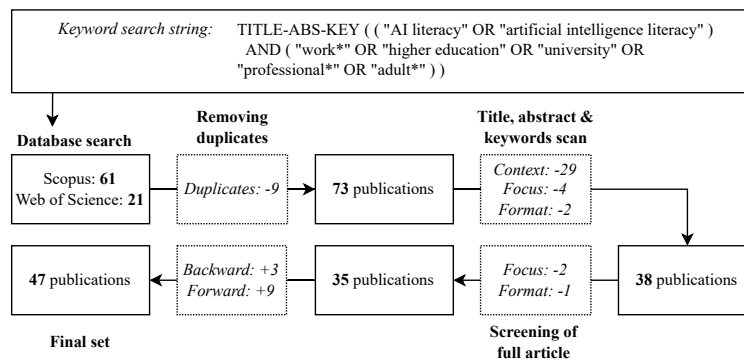 Keyword search string: TITLE-ABS-KEY ( ( "AI literacy" OR "artificial intelligence literacy" )
AND ( "work*" OR "higher education" OR "university" OR
"professional*" OR "adult*" ) )
Database search
Removing
duplicates
Title, abstract &
keywords scan
Scopus: 61
Web of Science: 21
Duplicates: -9
73 publications
Context: -29
Focus: -4
Format: -2
47 publications
Backward: +3
Forward: +9
35 publications
Focus: -2
Format: -1
38 publications
Final set
Screening of
full article